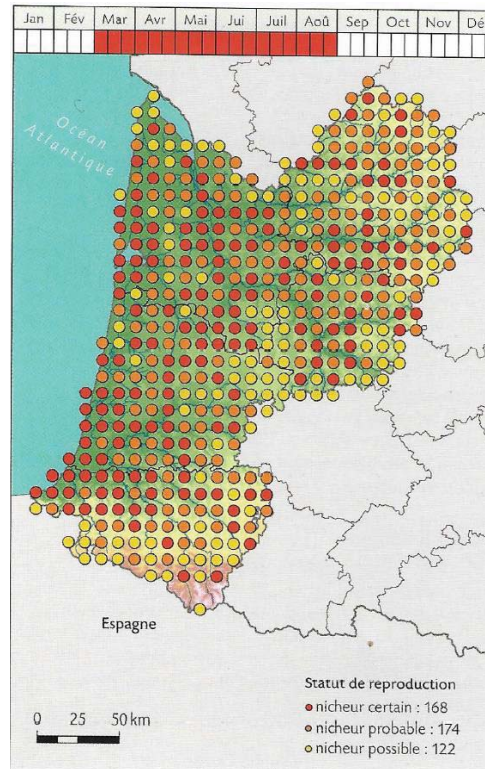 Jan Fév Mar Avr Mai Jui Juil Aoû Sep Oct Nov Dé
Océan
Atlantique
Espagne
Statut de reproduction
nicheur certain : 168
nicheur probable : 174
nicheur possible : 122
0 25 50 km